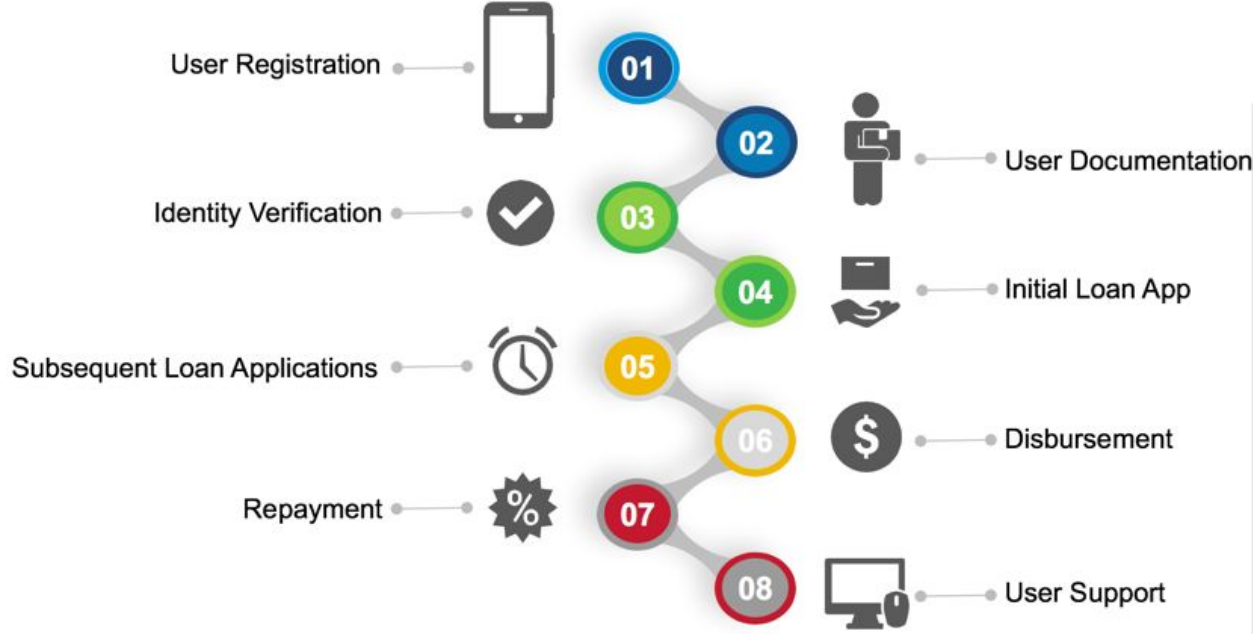 User Registration
01
02
User Documentation
Identity Verification
03
04
Initial Loan App
Subsequent Loan Applications
05
06
$
Disbursement
Repayment
%
07
08
User Support